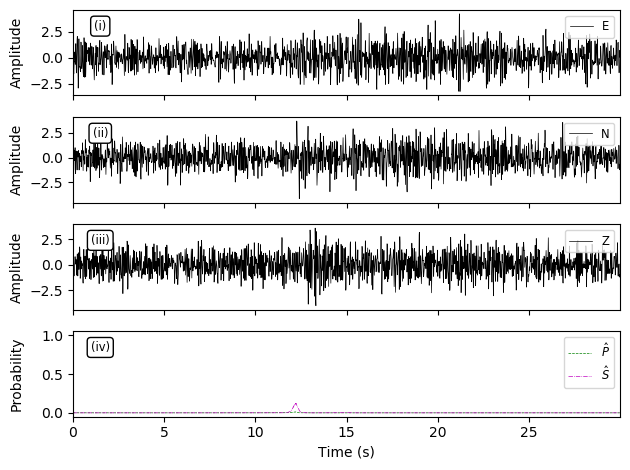 (i)
E
2.5
0.0
−2.5
Amplitude
(ii)
N
2.5
0.0
−2.5
Amplitude
(iii)
Z
2.5
0.0
−2.5
Amplitude
(iv)
P̂
Ŝ
1.0
0.5
0.0
Probability
0 5 10 15 20 25
Time (s)